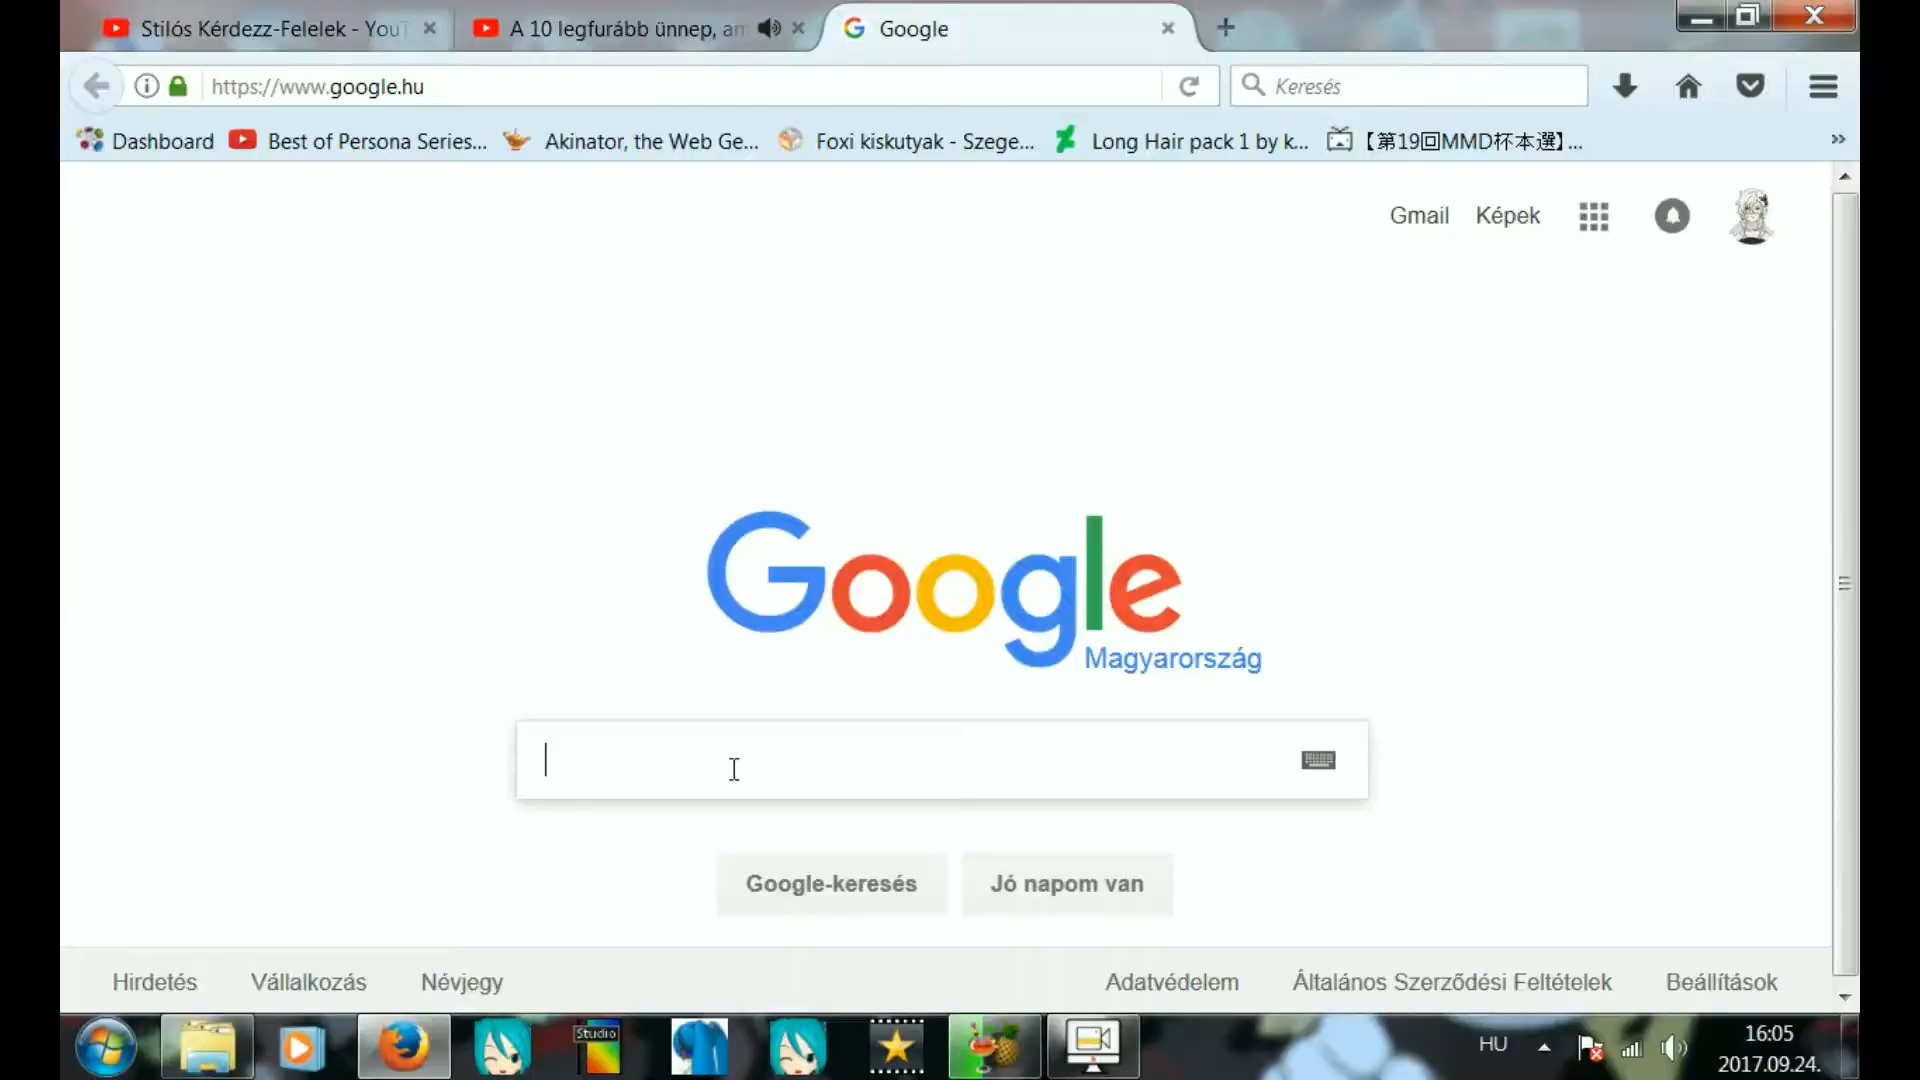 Stilós Kérdezz-Felelek - YouT
A 10 legfurább ünnep, am
Google
https://www.google.hu
Keresés
Dashboard
Best of Persona Series...
Akinator, the Web Ge...
Foxi kiskutyak - Szege...
Long Hair pack 1 by k...
【第19回MMD杯本選】...
Gmail
Képek
Google
Magyarország
Google-keresés
Jó napom van
Hirdetés
Vállalkozás
Névjegy
Adatvédelem
Általános Szerződési Feltételek
Beállítások
Studio
HU
16:05
2017.09.24.